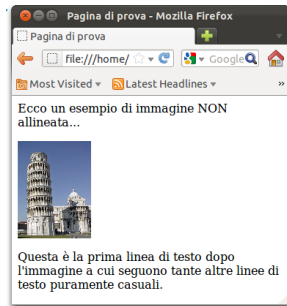 Pagina di prova - Mozilla Firefox
Pagina di prova
file:///home/
Google
Most Visited
Latest Headlines
»
Ecco un esempio di immagine NON
allineata...
Questa è la prima linea di testo dopo
l'immagine a cui seguono tante altre linee di
testo puramente casuali.